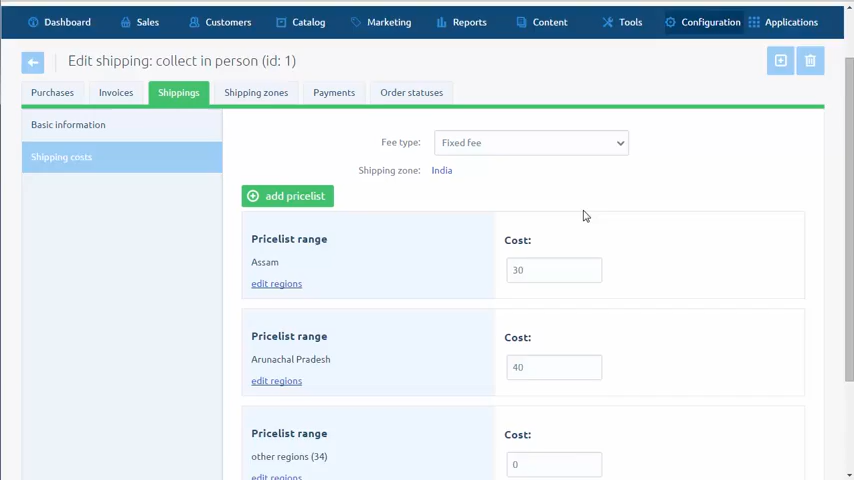 Dashboard Sales Customers Catalog Marketing Reports Content Tools Configuration Applications
Edit shipping: collect in person (id: 1)
Purchases Invoices Shippings Shipping zones Payments Order statuses
Basic information
Shipping costs
Fee type: Fixed fee
Shipping zone: India
add pricelist
Pricelist range
Cost:
Assam
30
edit regions
Pricelist range
Cost:
Arunachal Pradesh
40
edit regions
Pricelist range
Cost:
other regions (34)
0
edit regions